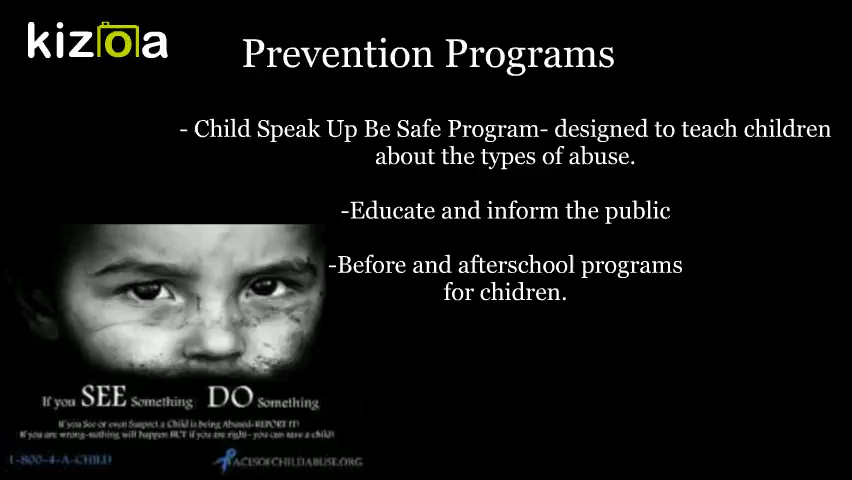 kizoa
Prevention Programs
- Child Speak Up Be Safe Program- designed to teach children
about the types of abuse.
-Educate and inform the public
-Before and afterschool programs
for chidren.
If you SEE Something DO Something
If you See or even Suspect a Child is being Abused-REPORT IT!
If you are wrong-nothing will happen BUT if you are right- you can save a child!
1-800-4-A-CHILD
ACESOFCHILDABUSE.ORG